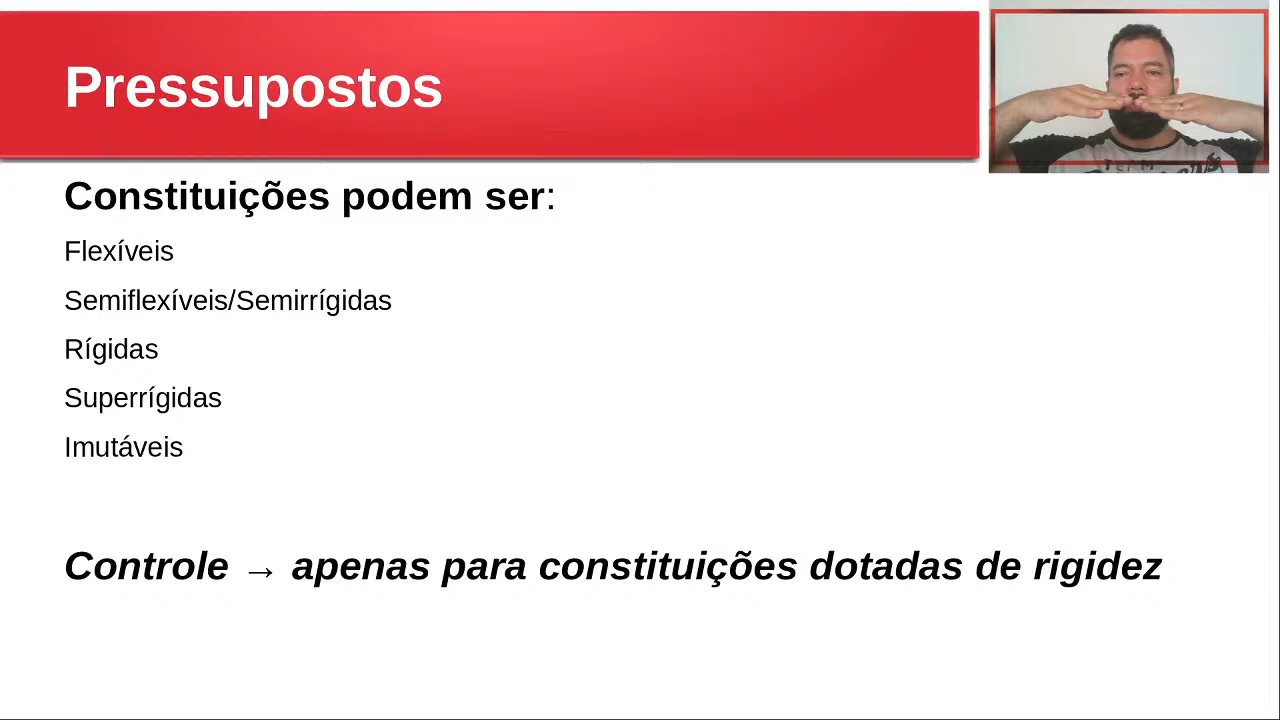 Pressupostos
Constituições podem ser:
Flexíveis
Semiflexíveis/Semirrígidas
Rígidas
Superrígidas
Imutáveis
Controle → apenas para constituições dotadas de rigidez